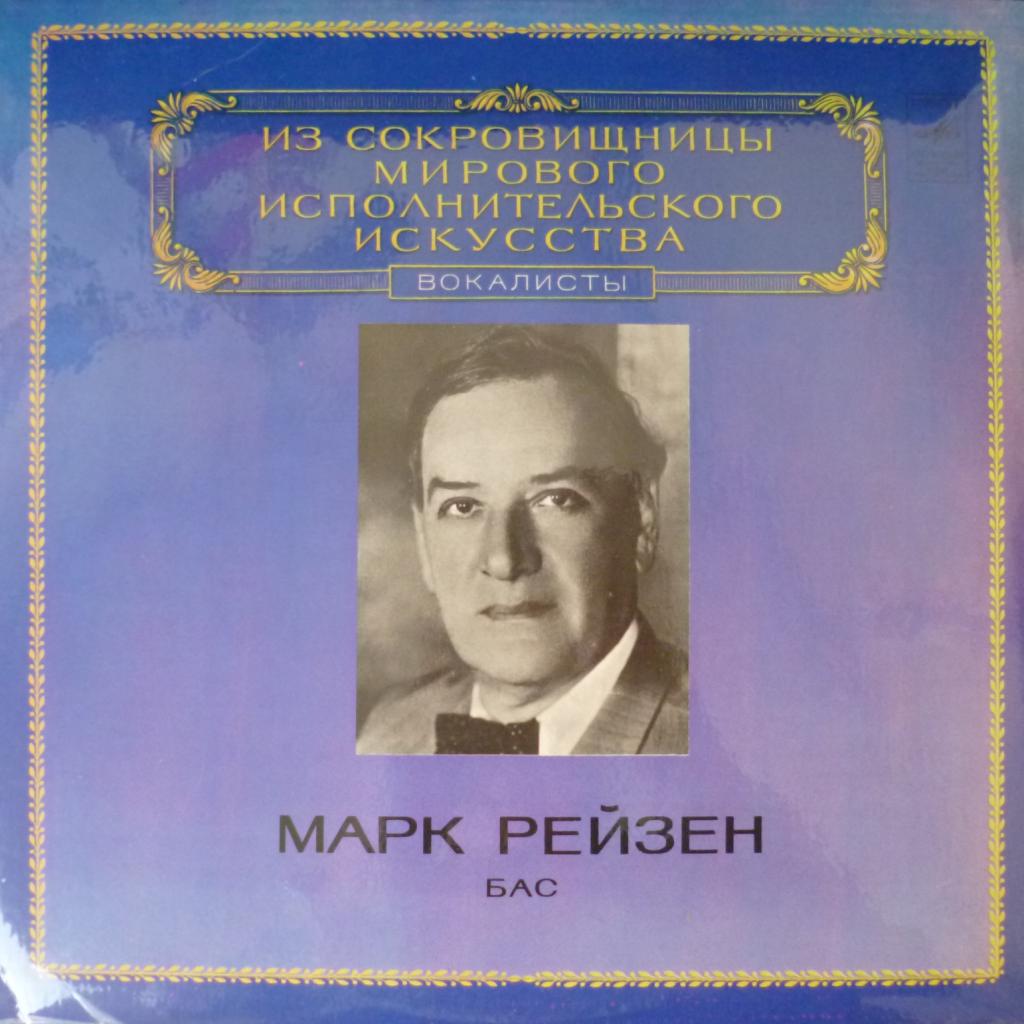 ИЗ СОКРОВИЩНИЦЫ
МИРОВОГО
ИСПОЛНИТЕЛЬСКОГО
ИСКУССТВА
ВОКАЛИСТЫ
МАРК РЕЙЗЕН
БАС